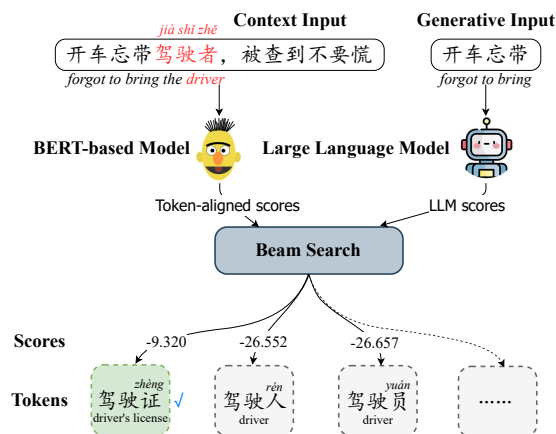 jià shǐ zhě
Context Input
Generative Input
开车忘带驾驶者，被查到不要慌
开车忘带
forgot to bring the driver
forgot to bring
BERT-based Model
Large Language Model
Token-aligned scores
LLM scores
Beam Search
Scores
-9.320
-26.552
-26.657
Tokens
zhèng
驾驶证
driver's license
✓
rén
驾驶人
driver
yuán
驾驶员
driver
……